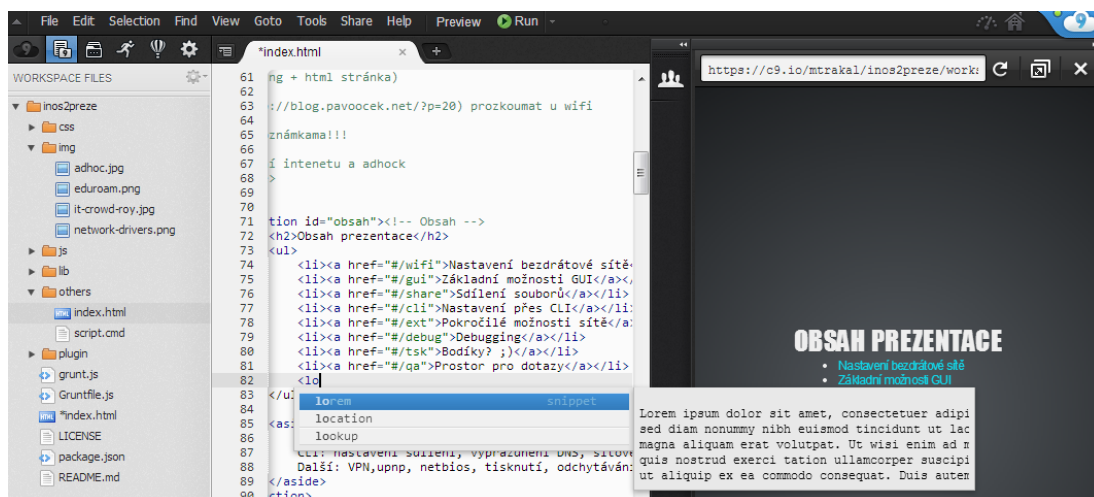 File Edit Selection Find View Goto Tools Share Help Preview Run
*index.html
WORKSPACE FILES
inos2preze
css
img
adhoc.jpg
eduroam.png
it-crowd-roy.jpg
network-drivers.png
js
lib
others
index.html
script.cmd
plugin
grunt.js
Gruntfile.js
*index.html
LICENSE
package.json
README.md
61 ng + html stránka)
62
63 ://blog.pavoocek.net/?p=20) prozkoumat u wifi
64
65 známkama!!!
66
67 í intenetu a adhock
68 >
69
70
71 tion id="obsah"><!-- Obsah -->
72 <h2>Obsah prezentace</h2>
73 <ul>
74 <li><a href="#/wifi">Nastavení bezdrátové sítě<
75 <li><a href="#/gui">Základní možnosti GUI</a><
76 <li><a href="#/share">Sdílení souborů</a></li>
77 <li><a href="#/cli">Nastavení přes CLI</a></li>
78 <li><a href="#/ext">Pokročilé možnosti sítě</a>
79 <li><a href="#/debug">Debugging</a></li>
80 <li><a href="#/tsk">Bodíky? ;)</a></li>
81 <li><a href="#/qa">Prostor pro dotazy</a></li>
82 <lo
83 </ul
84
85 <as
86
87 CLI: nastavení sdílení, vyprázdnění DNS, síťové
88 Další: VPN,upnp, netbios, tisknutí, odchytávání
89 </aside>
90 ction>
lorem snippet
location
lookup
Lorem ipsum dolor sit amet, consectetuer adipi
sed diam nonummy nibh euismod tincidunt ut lao
magna aliquam erat volutpat. Ut wisi enim ad m
quis nostrud exerci tation ullamcorper suscipi
ut aliquip ex ea commodo consequat. Duis autem
https://c9.io/mtrakal/inos2preze/works
OBSAH PREZENTACE
Nastavení bezdrátové sítě
Základní možnosti GUI